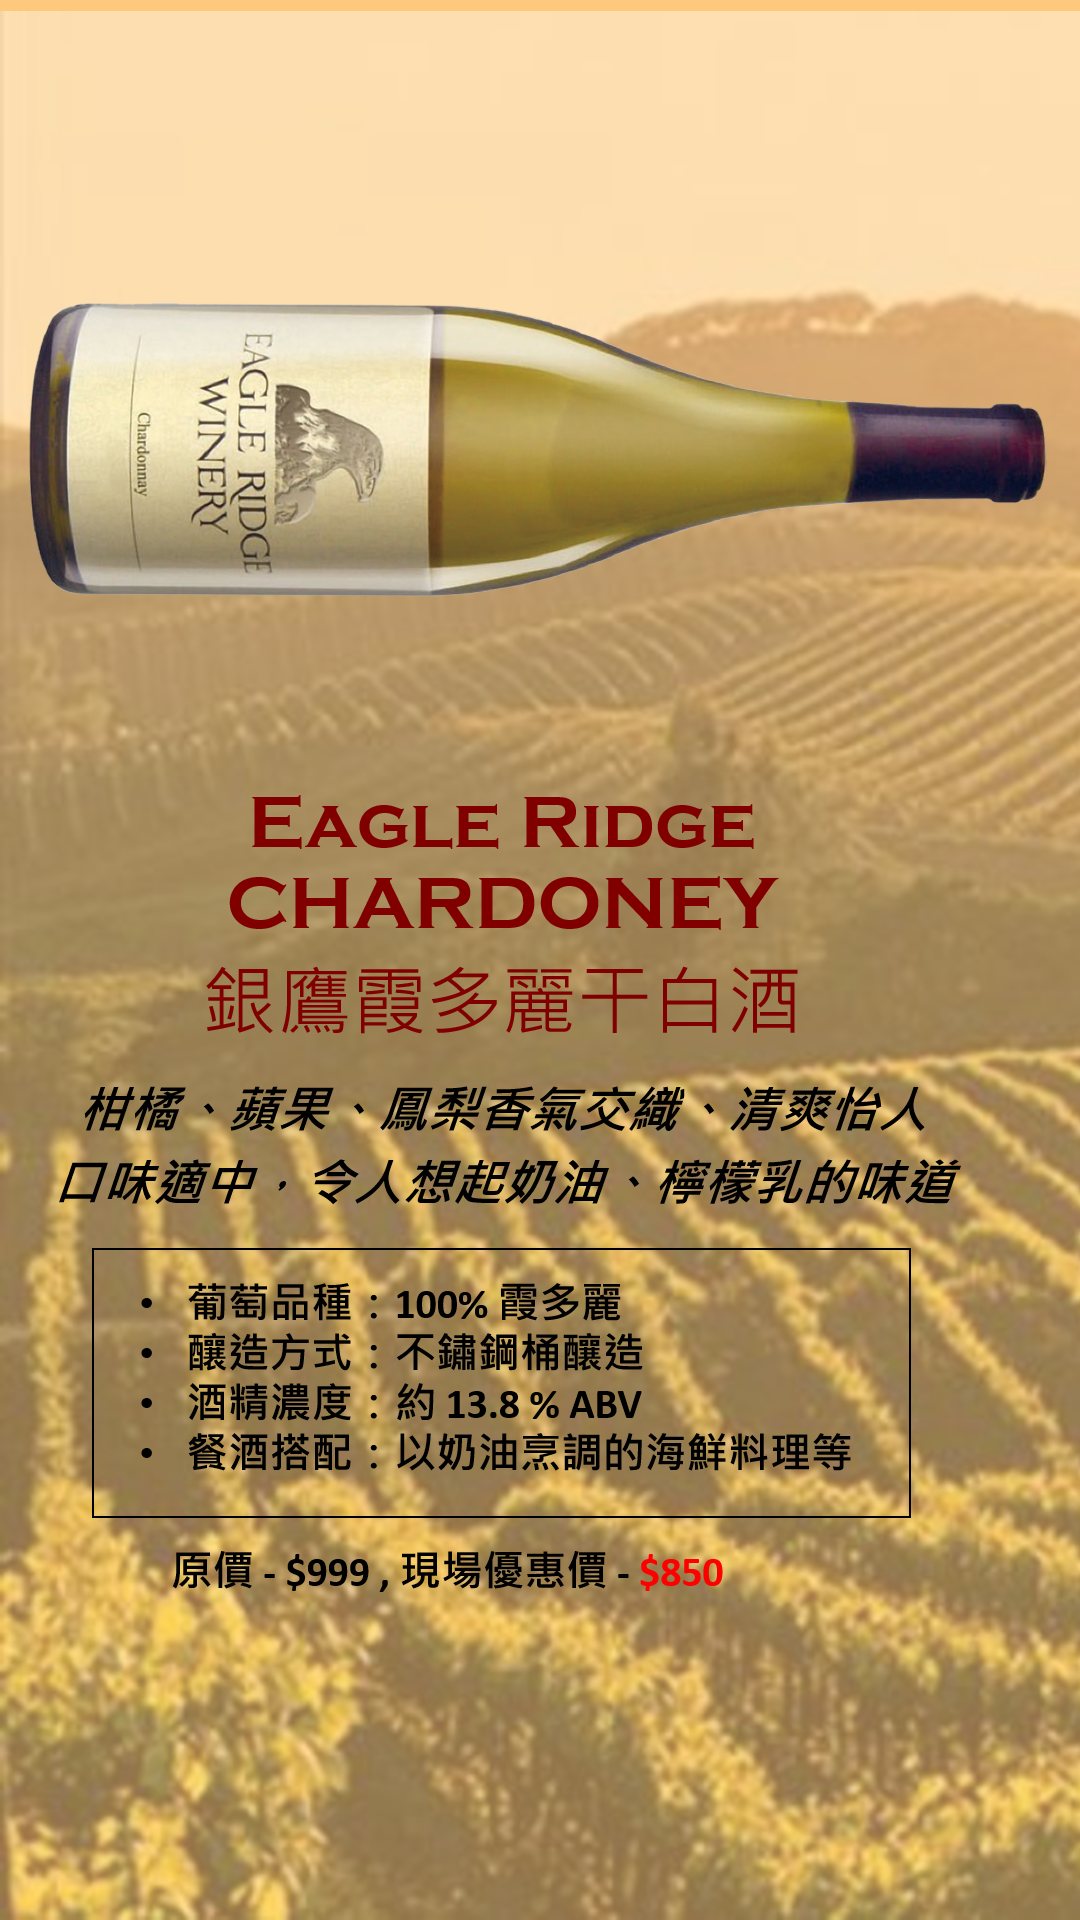 EAGLE RIDGE
WINERY
Chardonnay
EAGLE RIDGE
CHARDONEY
銀鷹霞多麗干白酒
柑橘、蘋果、鳳梨香氣交織、清爽怡人
口味適中，令人想起奶油、檸檬乳的味道
• 葡萄品種：100% 霞多麗
• 釀造方式：不鏽鋼桶釀造
• 酒精濃度：約 13.8 % ABV
• 餐酒搭配：以奶油烹調的海鮮料理等
原價 - $999 , 現場優惠價 - $850